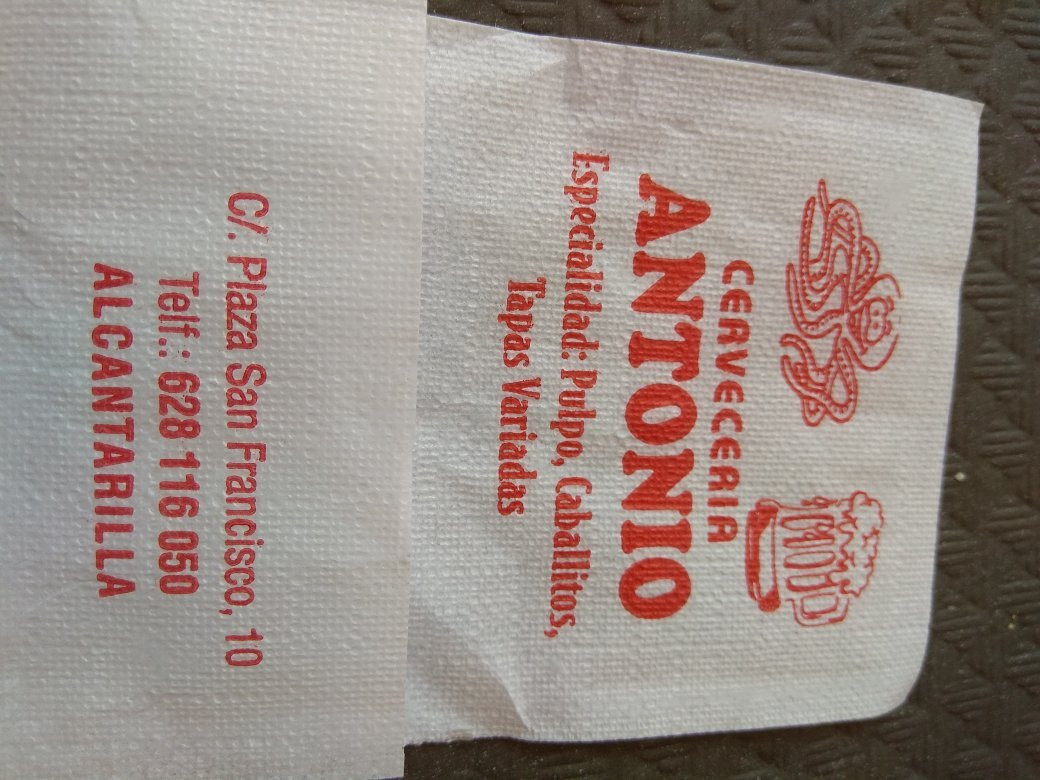 CERVECERIA
ANTONIO
Especialidad: Pulpo, Caballitos,
Tapas Variadas
C/. Plaza San Francisco, 10
Telf.: 628 116 050
ALCANTARILLA